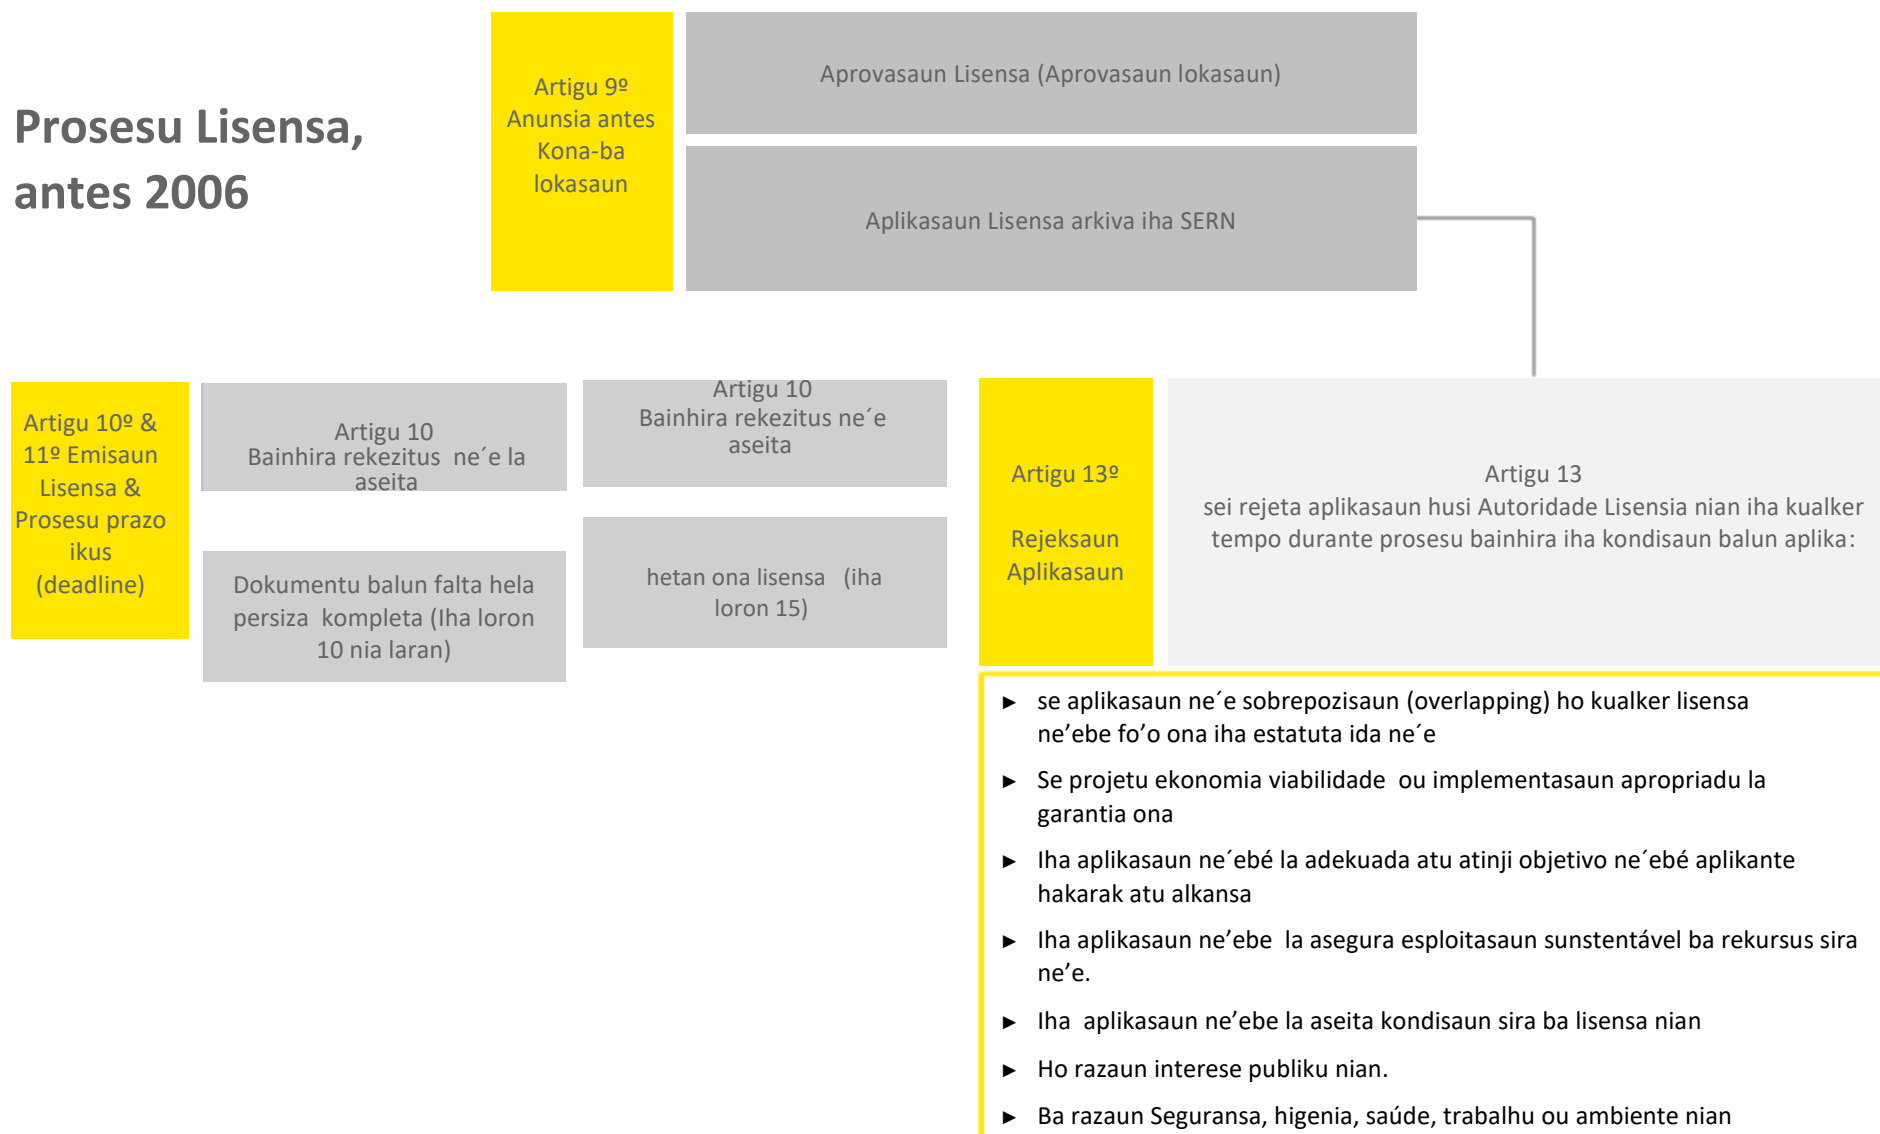 Prosesu Lisensa,
antes 2006
Artigu 9º
Anunsia antes
Kona-ba
lokasaun
Aprovasaun Lisensa (Aprovasaun lokasaun)
Aplikasaun Lisensa arkiva iha SERN
Artigu 10º &
11º Emisaun
Lisensa &
Prosesu prazo
ikus
(deadline)
Artigu 10
Bainhira rekezitus ne´e la
aseita
Dokumentu balun falta hela
persiza kompleta (Iha loron
10 nia laran)
Artigu 10
Bainhira rekezitus ne´e
aseita
hetan ona lisensa (iha
loron 15)
Artigu 13º
Rejeksaun
Aplikasaun
Artigu 13
sei rejeta aplikasaun husi Autoridade Lisensia nian iha kualker
tempo durante prosesu bainhira iha kondisaun balun aplika:
► se aplikasaun ne´e sobrepozisaun (overlapping) ho kualker lisensa
ne’ebe fo’o ona iha estatuta ida ne´e
► Se projetu ekonomia viabilidade ou implementasaun apropriadu la
garantia ona
► Iha aplikasaun ne´ebé la adekuada atu atinji objetivo ne´ebé aplikante
hakarak atu alkansa
► Iha aplikasaun ne’ebe la asegura esploitasaun sunstentável ba rekursus sira
ne’e.
► Iha aplikasaun ne’ebe la aseita kondisaun sira ba lisensa nian
► Ho razaun interese publiku nian.
► Ba razaun Seguransa, higenia, saúde, trabalhu ou ambiente nian